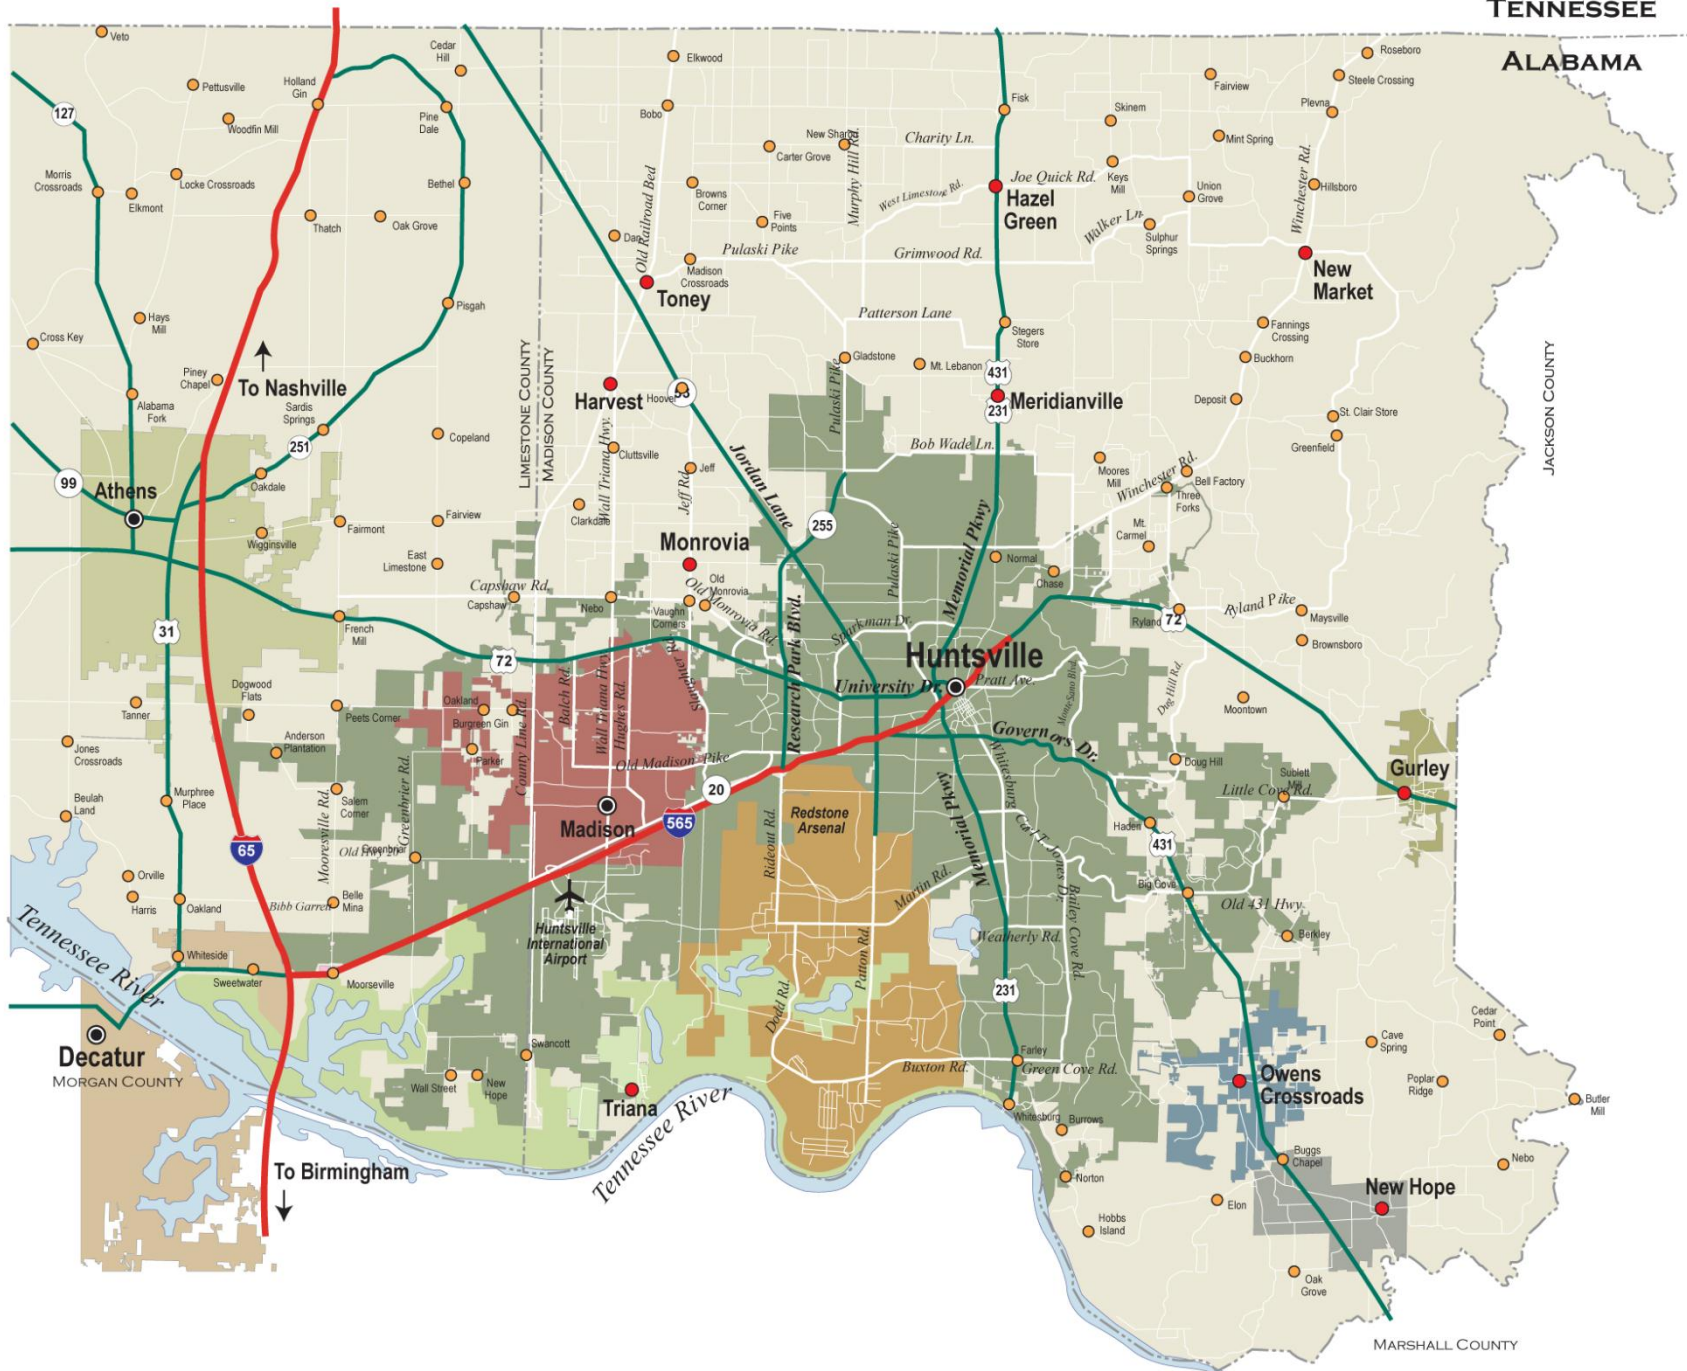 TENNESSEE
ALABAMA
Veto
Cedar
Hill
Elkwood
Roseboro
Pettusville
Holland
Gin
Fairview
Steele Crossing
127
Woodfin Mill
Pine
Dale
Bobo
Fisk
Skinem
Plevna
Carter Grove
Murphy Hill Rd.
Charity Ln.
Mint Spring
Morris
Crossroads
Locke Crossroads
Elkmont
Bethel
Browns
Corner
West Limestone Rd.
Joe Quick Rd.
Keys
Mill
Union
Grove
Winchester Rd.
Hillsboro
Hazel
Green
Thatch
Oak Grove
Old Railroad Bed
Five
Points
Walker Ln.
Sulphur
Springs
Pulaski Pike
Grimwood Rd.
Madison
Crossroads
New
Market
Toney
Pisgah
Hays
Mill
Patterson Lane
Cross Key
Stegers
Store
Fannings
Crossing
To Nashville
LIMESTONE COUNTY
MADISON COUNTY
JACKSON COUNTY
Piney
Chapel
Gladstone
Mt. Lebanon
Buckhorn
431
Harvest
Hoover
Pulaski Pike
Meridianville
231
Deposit
Alabama
Fork
Sardis
Springs
St. Clair Store
Greenfield
251
Copeland
Cluttsville
Bob Wade Ln.
Jordan Lane
99
Athens
Oakdale
Wall Triana Hwy.
Jeff
Jeff Rd.
Moores
Mill
Winchester Rd.
Bell Factory
Three
Forks
Clarkdale
Fairmont
Fairview
255
Memorial Pkwy
Mt.
Carmel
Wigginsville
Monrovia
Pulaski Pike
Normal
East
Limestone
Chase
Capshaw Rd.
Capshaw
Nebo
Old
Monrovia
Old Monrovia Rd.
Vaughn
Corners
Research Park Blvd.
Ryland Pike
Ryland
72
Maysville
31
French
Mill
Sparkman Dr.
Brownsboro
72
Huntsville
Slaughter Rd.
University Dr.
Pratt Ave.
Monte Sano Blvd.
Dug Hill Rd.
Dogwood
Flats
Balch Rd.
Wall Triana Hwy
Hughes Rd.
Tanner
Peets Corner
Oakland
Burgreen Gin
County Line Rd.
Moontown
Jones
Crossroads
Anderson
Plantation
Parker
Old Madison Pike
Governors Dr.
Whitesburg
Doug Hill
Gurley
Sublett
Mill
Little Cove Rd.
Beulah
Land
Murphree
Place
Mooresville Rd.
Salem
Corner
Greenbrier Rd.
20
Madison
565
Rideout Rd.
Redstone
Arsenal
Memorial Pkwy
Carl T. Jones Dr.
Haden
431
65
Old Hwy 20
Greenbriar
Martin Rd.
Big Cove
Bailey Cove Rd.
Orville
Harris
Oakland
Bibb Garrett
Belle
Mina
Old 431 Hwy
Huntsville
International
Airport
Tennessee River
Weatherly Rd.
Berkley
Patton Rd.
Whiteside
Sweetwater
Moorseville
231
Dodd Rd.
Decatur
MORGAN COUNTY
Swancott
Wall Street
New
Hope
Triana
Buxton Rd.
Farley
Green Cove Rd.
Cedar
Point
Cave
Spring
Owens
Crossroads
Poplar
Ridge
Butler
Mill
Tennessee River
Whitesburg
Burrows
Buggs
Chapel
Nebo
To Birmingham
Norton
New Hope
Elon
Hobbs
Island
Oak
Grove
MARSHALL COUNTY